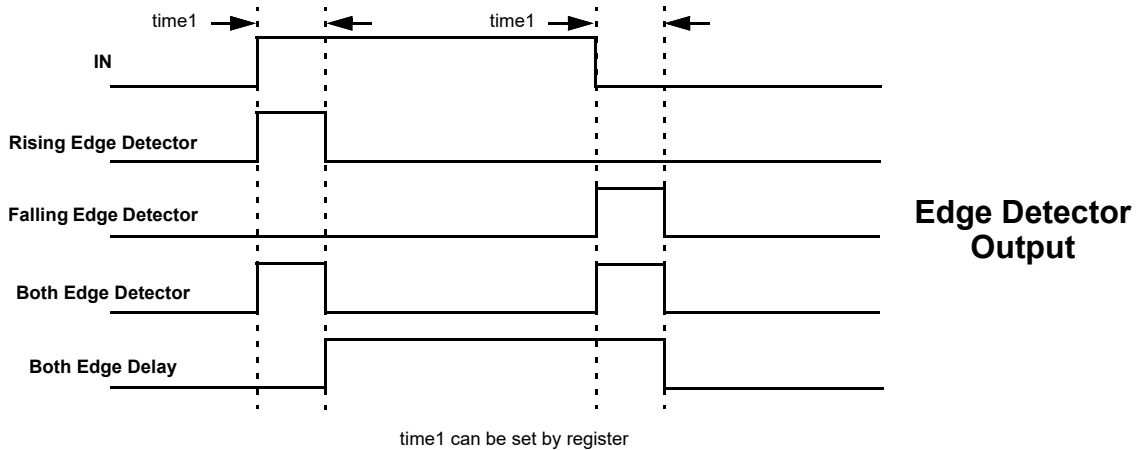 time1
time1
IN
Rising Edge Detector
Falling Edge Detector
Edge Detector
Output
Both Edge Detector
Both Edge Delay
time1 can be set by register